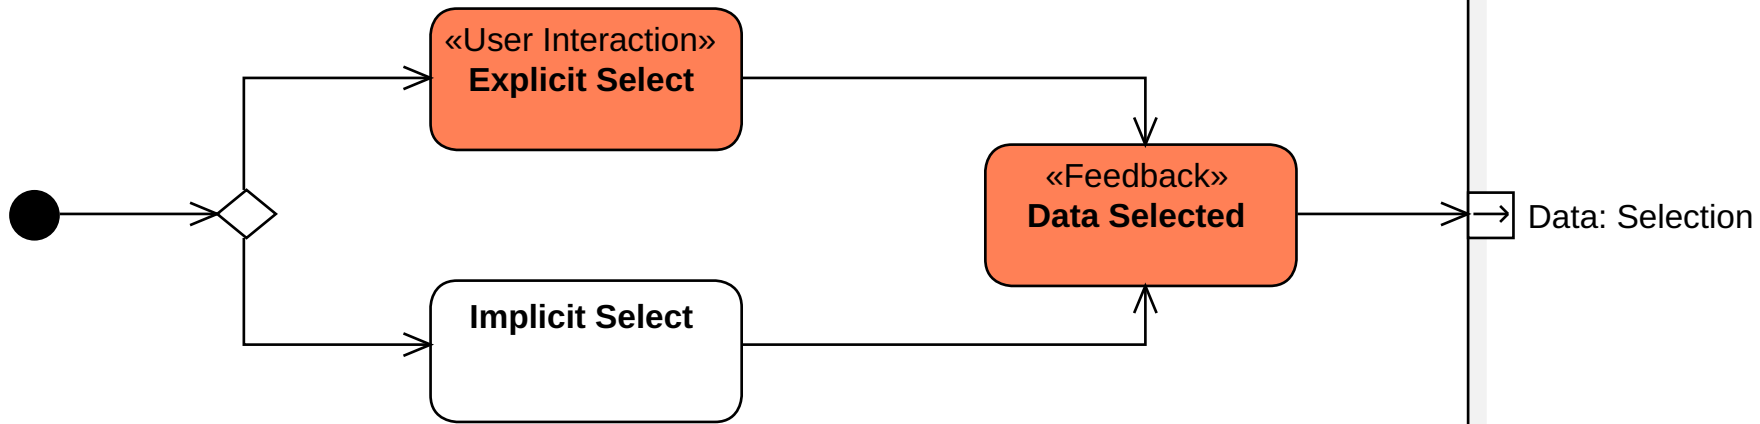 «User Interaction»
Explicit Select
«Feedback»
Data Selected
Data: Selection
Implicit Select